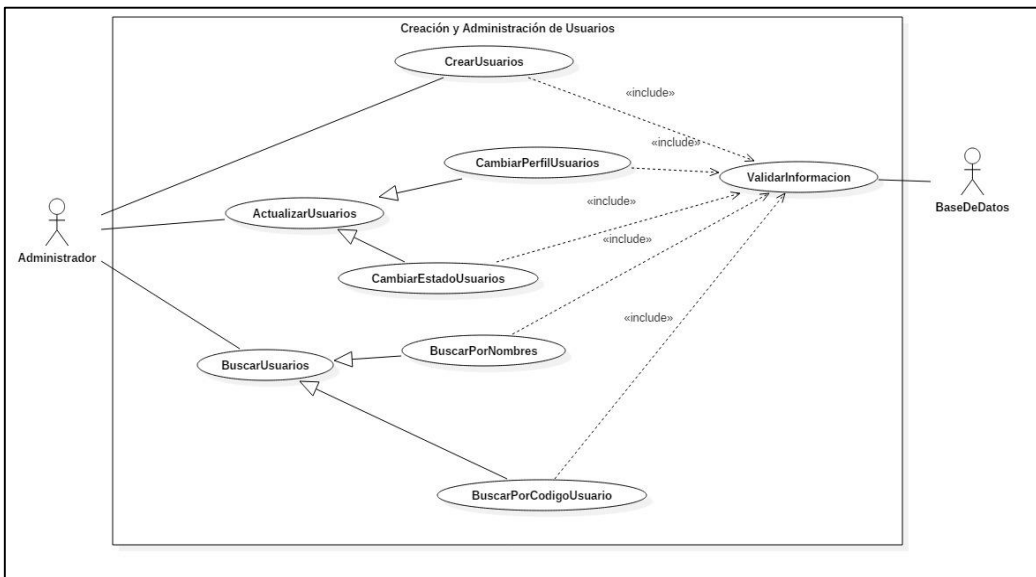 Creación y Administración de Usuarios
CrearUsuarios
«include»
CambiarPerfilUsuarios
«include»
ValidarInformacion
BaseDeDatos
ActualizarUsuarios
«include»
Administrador
CambiarEstadoUsuarios
«include»
«include»
BuscarPorNombres
BuscarUsuarios
BuscarPorCodigoUsuario